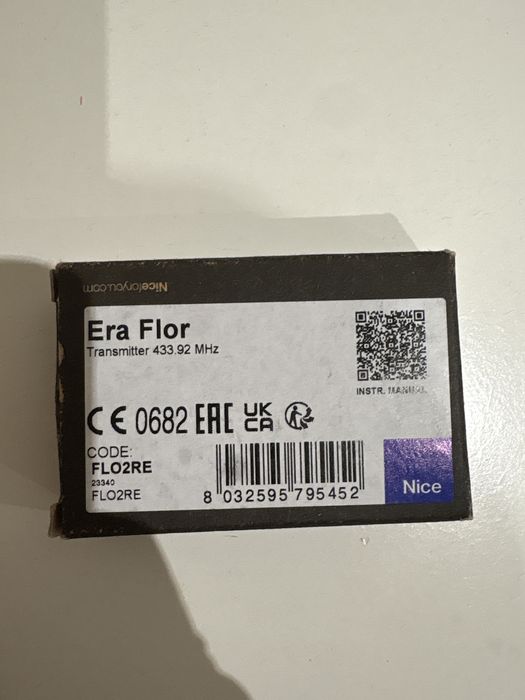 Niceforyou.com
Era Flor
Transmitter 433.92 MHz
INSTR. MANUAL
CE 0682 EAC UK CA
CODE:
FLO2RE
23340
FLO2RE
8 032595 795452
Nice